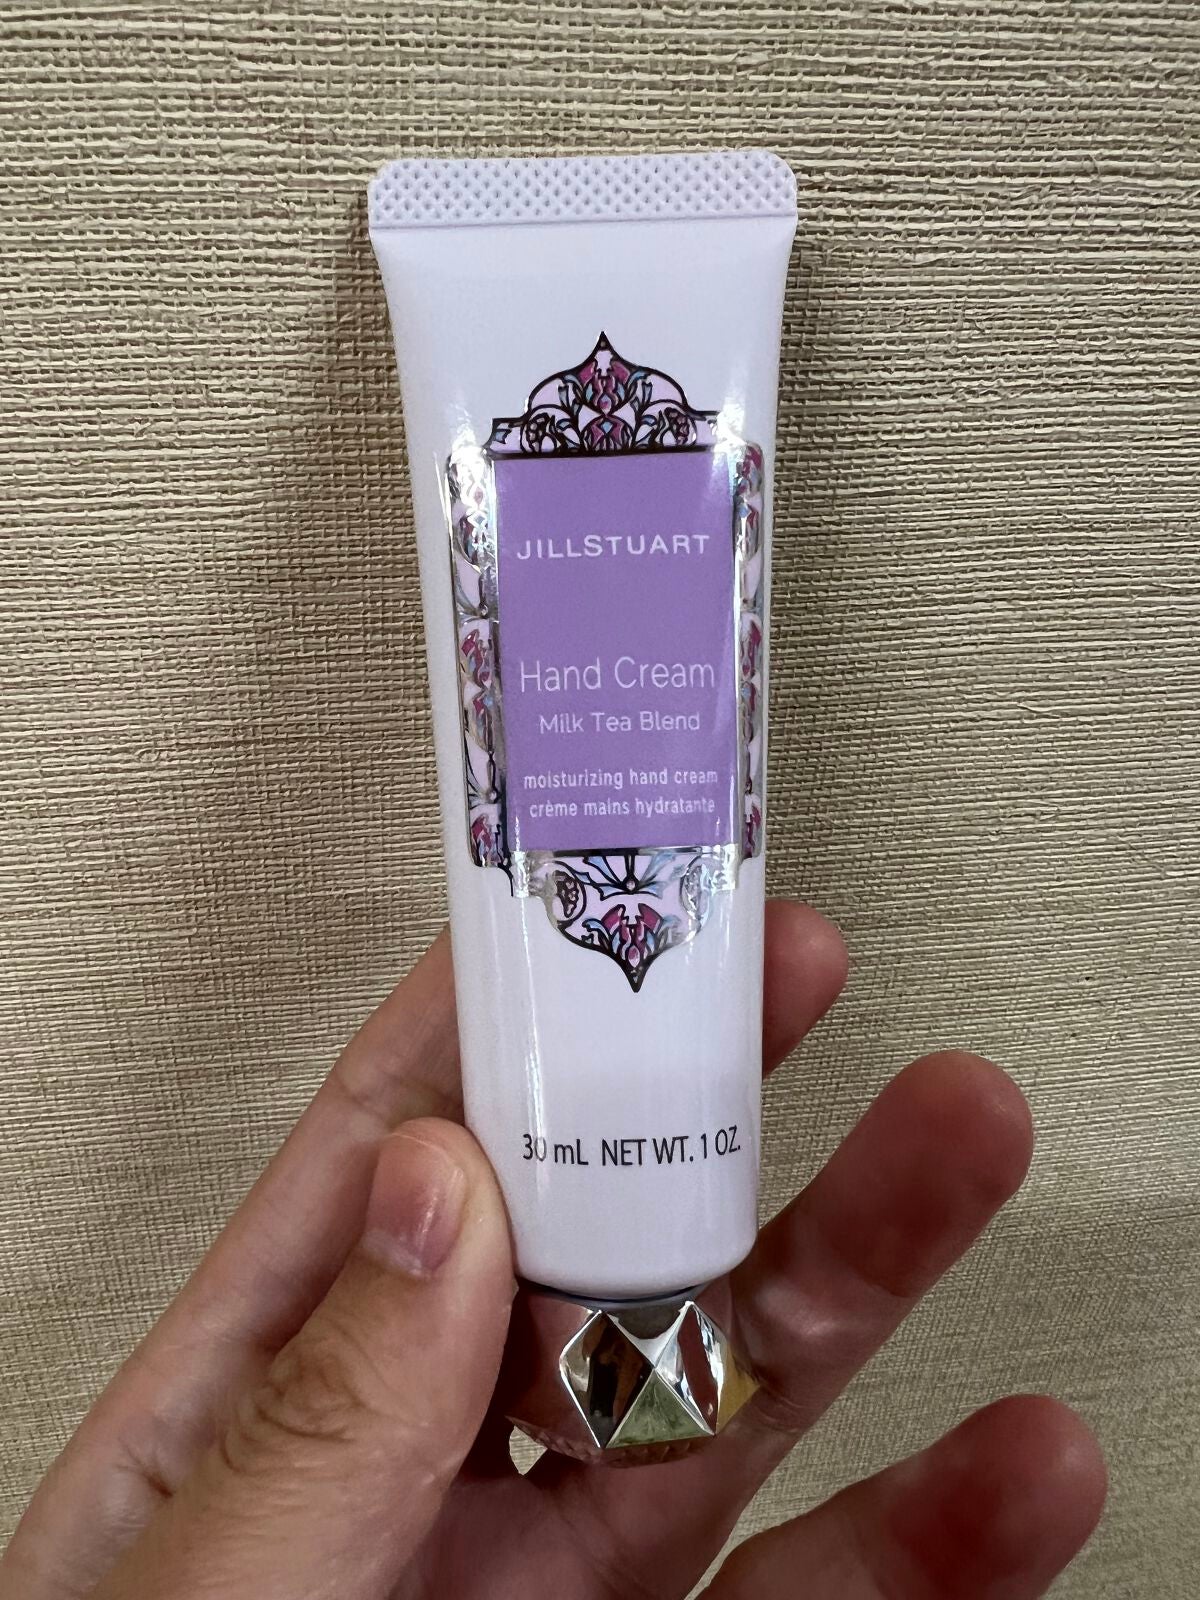 JILLSTUART
Hand Cream
Milk Tea Blend
moisturizing hand cream
crème mains hydratante
30 mL NET WT. 1 OZ.